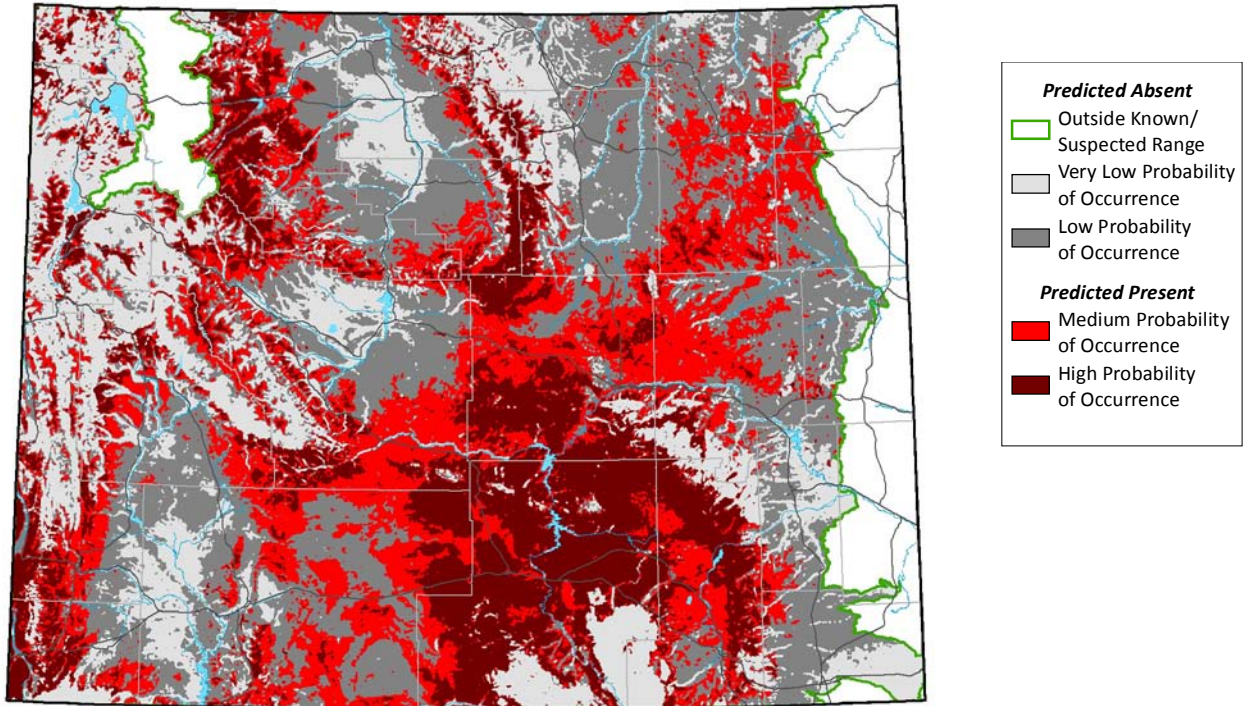 Predicted Absent
Outside Known/
Suspected Range
Very Low Probability
of Occurrence
Low Probability
of Occurrence
Predicted Present
Medium Probability
of Occurrence
High Probability
of Occurrence